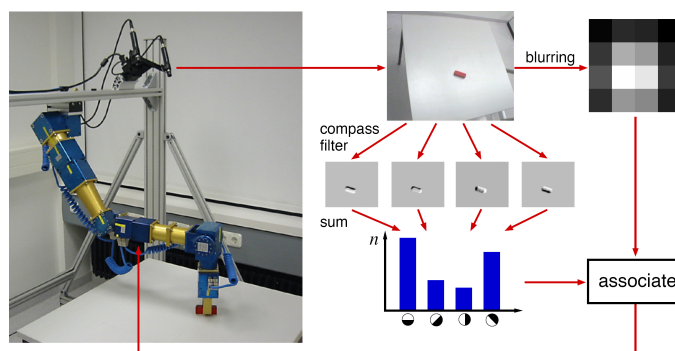 blurring
compass
filter
sum
n
associate